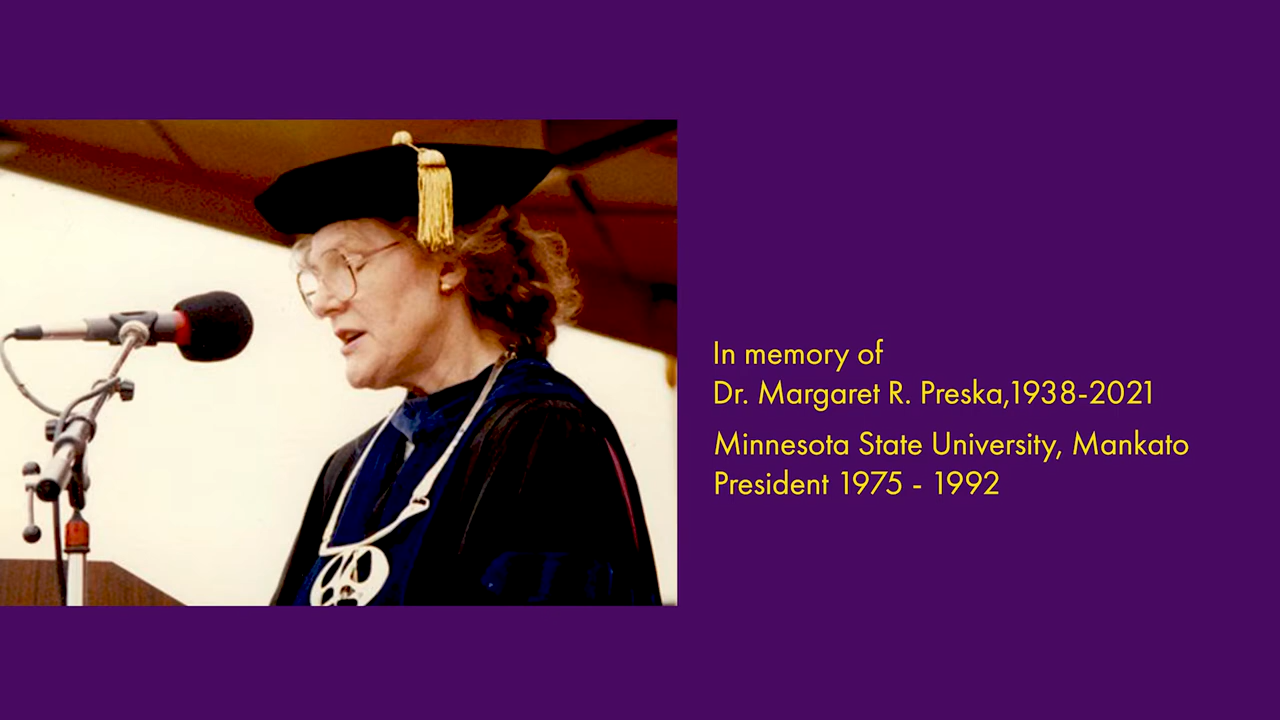 In memory of
Dr. Margaret R. Preska,1938-2021
Minnesota State University, Mankato
President 1975 - 1992